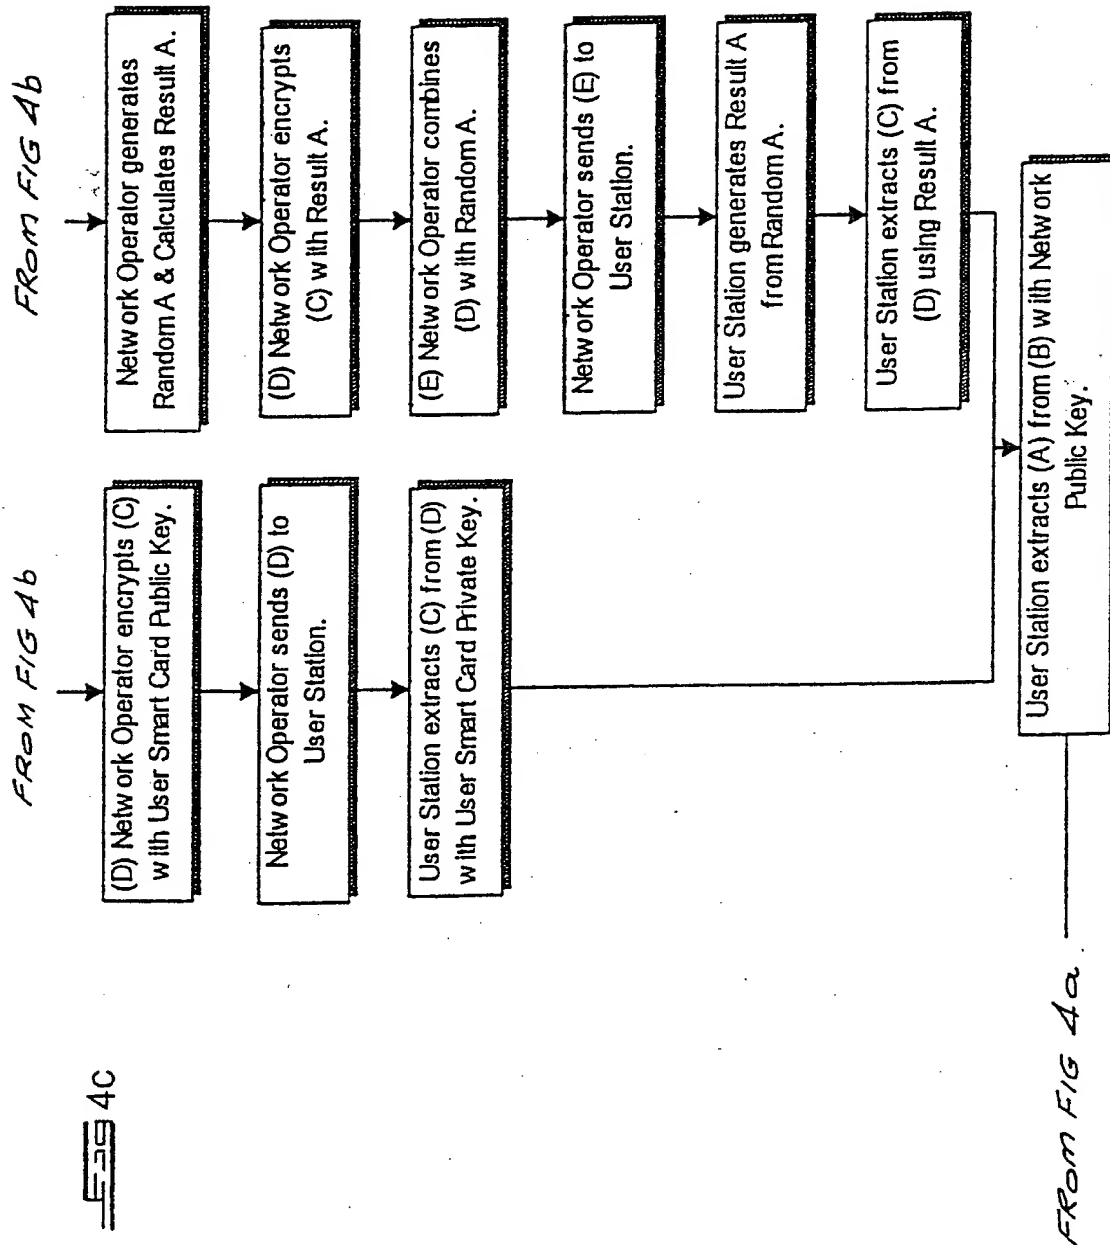 Fig 4C
FROM FIG 4b
(D) Network Operator encrypts (C)
with User Smart Card Public Key.
Network Operator sends (D) to
User Station.
User Station extracts (C) from (D)
with User Smart Card Private Key.
FROM FIG 4b
Network Operator generates
Random A & Calculates Result A.
(D) Network Operator encrypts
(C) with Result A.
(E) Network Operator combines
(D) with Random A.
Network Operator sends (E) to
User Station.
User Station generates Result A
from Random A.
User Station extracts (C) from
(D) using Result A.
FROM FIG 4a
User Station extracts (A) from (B) with Network
Public Key.